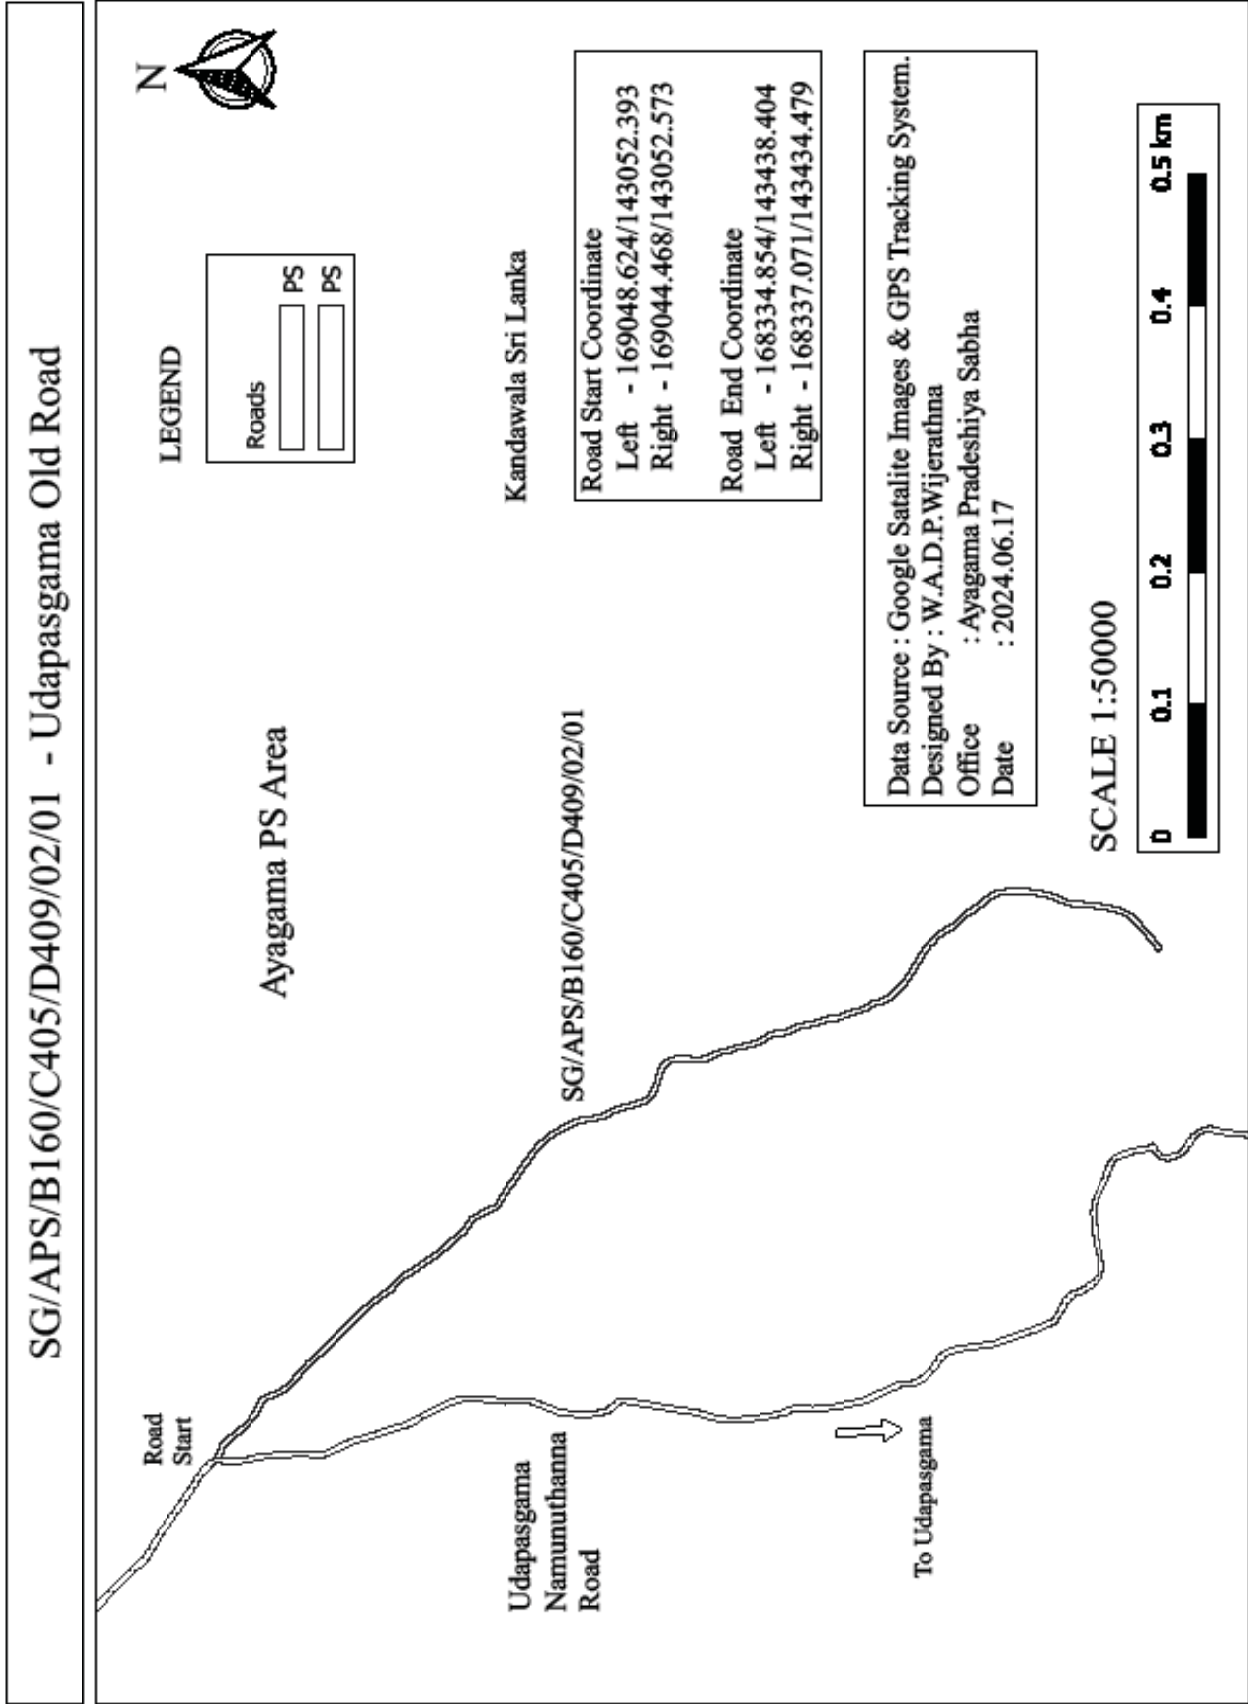 SG/APS/B160/C405/D409/02/01 - Udapasgama Old Road
N
LEGEND
Roads
PS
PS
Ayagama PS Area
Road
Start
Kandawala Sri Lanka
Road Start Coordinate
Left - 169048.624/143052.393
Right - 169044.468/143052.573
Road End Coordinate
Left - 168334.854/143438.404
Right - 168337.071/143434.479
SG/APS/B160/C405/D409/02/01
Udapasgama
Namunuthanna
Road
To Udapasgama
Data Source : Google Satalite Images & GPS Tracking System.
Designed By : W.A.D.P.Wijerathna
Office : Ayagama Pradeshiya Sabha
Date : 2024.06.17
SCALE 1:50000
0 0.1 0.2 0.3 0.4 0.5 km